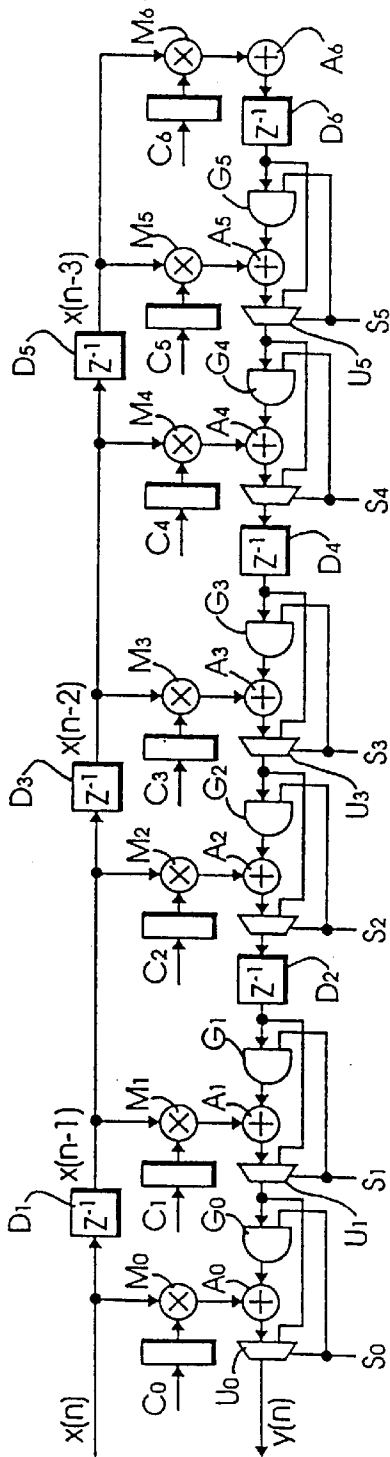 D1 D3 D5
x(n) Z-1 x(n-1) Z-1 x(n-2) Z-1 x(n-3)
M0 M1 M2 M3 M4 M5 M6
C0 C1 C2 C3 C4 C5 C6
A0 A1 A2 A3 A4 A5 A6
G0 G1 G2 G3 G4 G5
U0 Z-1 Z-1 Z-1
y(n) U1 D2 U3 D4 U5 D6
S0 S1 S2 S3 S4 S5